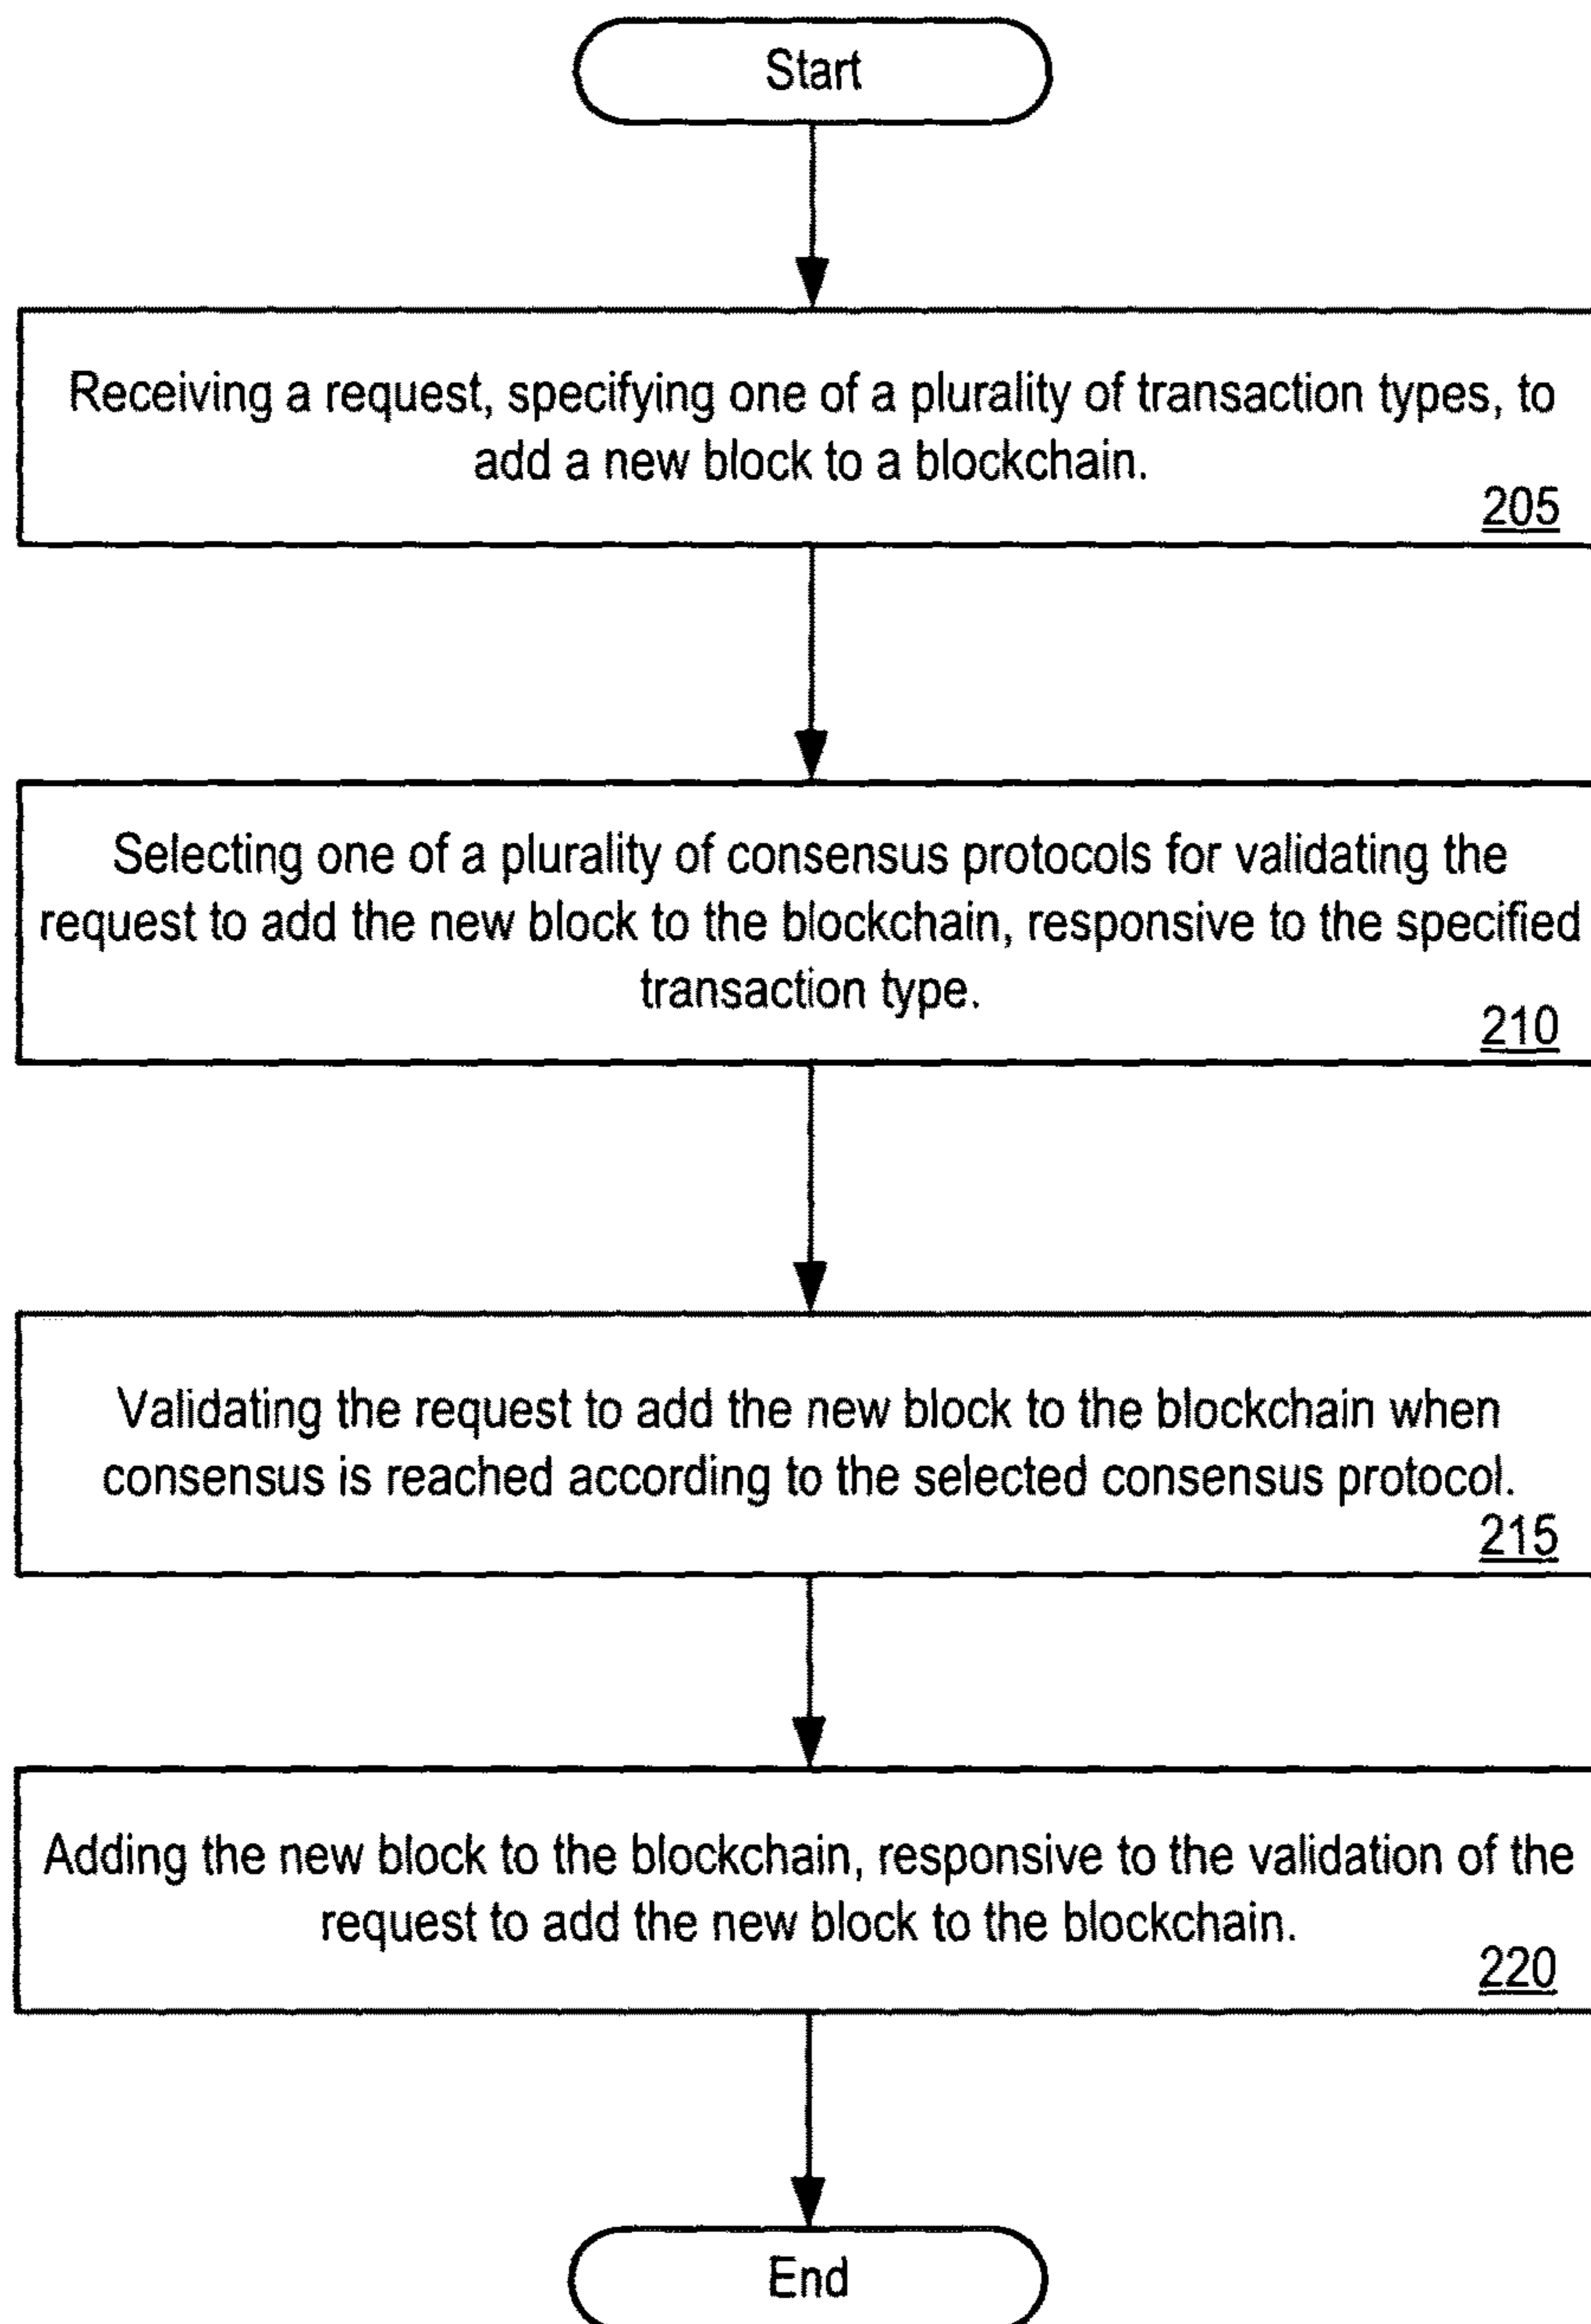 Start
Receiving a request, specifying one of a plurality of transaction types, to
add a new block to a blockchain.
205
Selecting one of a plurality of consensus protocols for validating the
request to add the new block to the blockchain, responsive to the specified
transaction type.
210
Validating the request to add the new block to the blockchain when
consensus is reached according to the selected consensus protocol.
215
Adding the new block to the blockchain, responsive to the validation of the
request to add the new block to the blockchain.
220
End